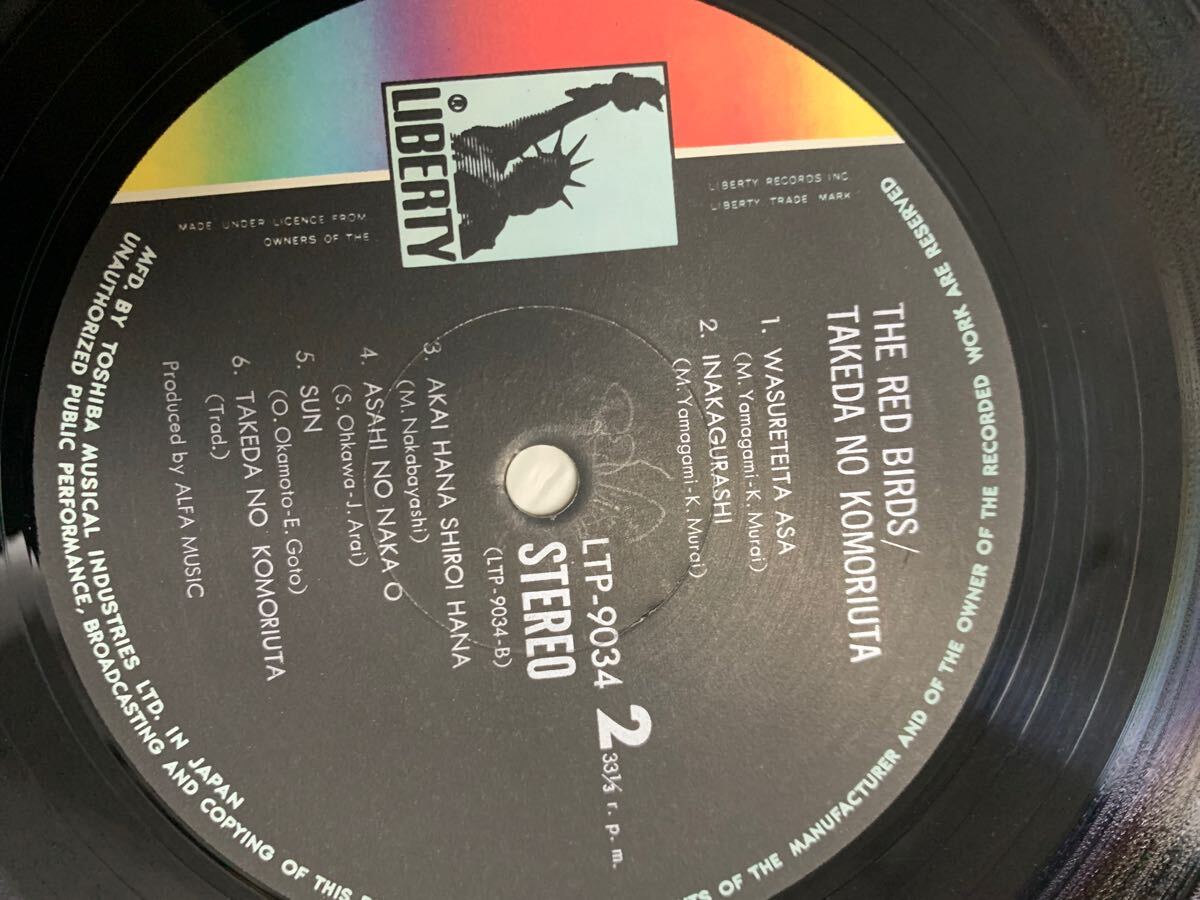 LIBERTY
®
MADE UNDER LICENCE FROM
OWNERS OF THE
LIBERTY RECORDS INC.
LIBERTY TRADE MARK
THE RED BIRDS/
TAKEDA NO KOMORIUTA
1. WASURETEITA ASA
(M. Yamagami-K. Murai)
2. INAKAGURASHI
(M. Yamagami-K. Murai)
LTP-9034 2
STEREO 33⅓ r. p. m.
(LTP-9034-B)
3. AKAI HANA SHIROI HANA
(M. Nakabayashi)
4. ASAHI NO NAKA O
(S. Ohkawa-J. Arai)
5. SUN
(O. Okamoto-E. Goto)
6. TAKEDA NO KOMORIUTA
(Trad.)
Produced by ALFA MUSIC
MFD. BY TOSHIBA MUSICAL INDUSTRIES LTD. IN JAPAN
UNAUTHORIZED PUBLIC PERFORMANCE, BROADCASTING AND COPYING OF THIS
OF THE MANUFACTURER AND OF THE OWNER OF THE RECORDED WORK ARE RESERVED